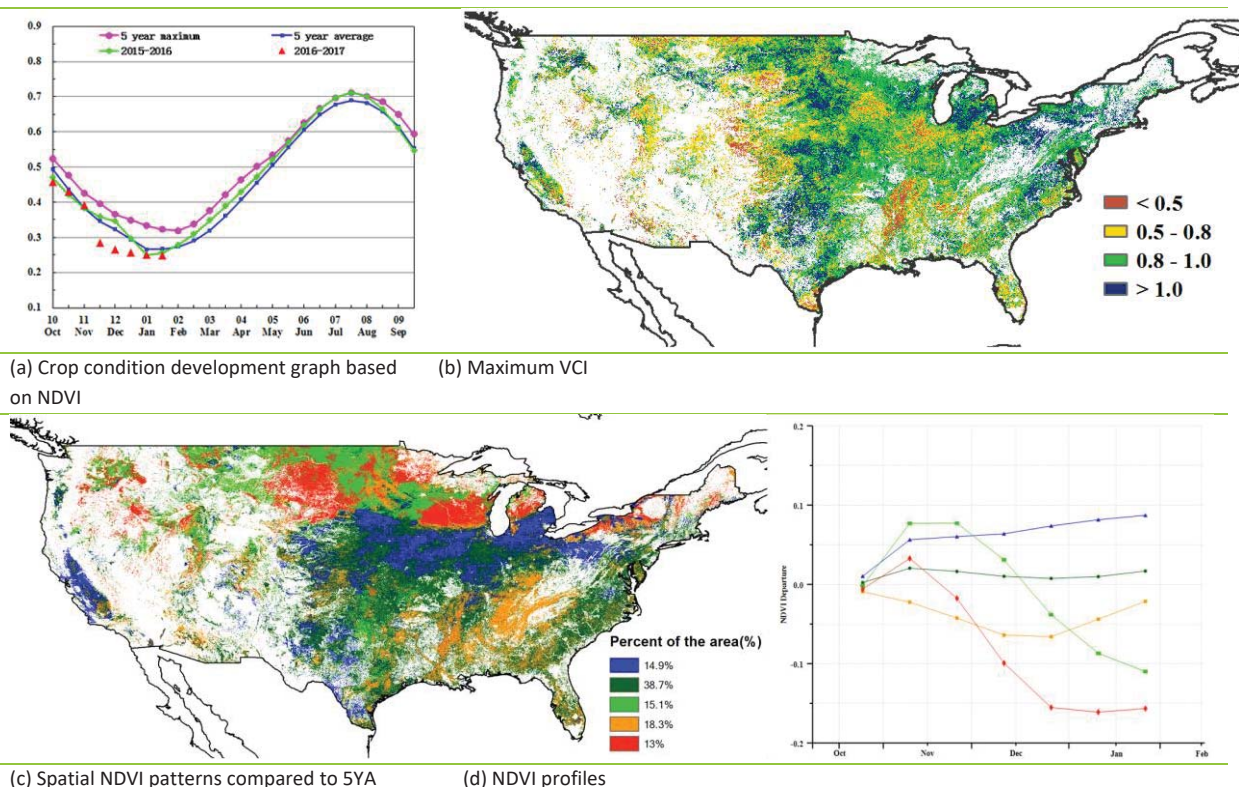 0.9
0.8
0.7
0.6
0.5
0.4
0.3
0.2
0.1
5 year maximum
5 year average
2015-2016
2016-2017
10 11 12 01 02 03 04 05 06 07 08 09
Oct Nov Dec Jan Feb Mar Apr May Jun Jul Aug Sep
< 0.5
0.5 - 0.8
0.8 - 1.0
> 1.0
(a) Crop condition development graph based
on NDVI
(b) Maximum VCI
Percent of the area(%)
14.9%
38.7%
15.1%
18.3%
13%
0.2
0.1
0.0
-0.1
-0.2
NDVI Departure
Oct Nov Dec Jan Feb
(c) Spatial NDVI patterns compared to 5YA
(d) NDVI profiles